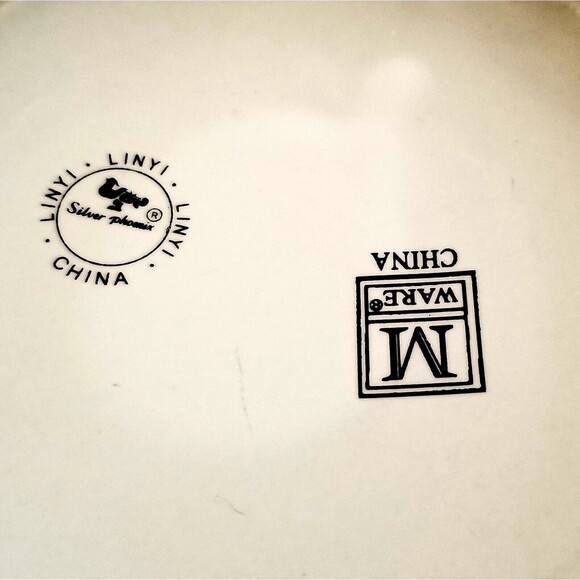 LINYI · LINYI · LINYI ·
Silver Phoenix ®
CHINA ·
M
WARE®
CHINA